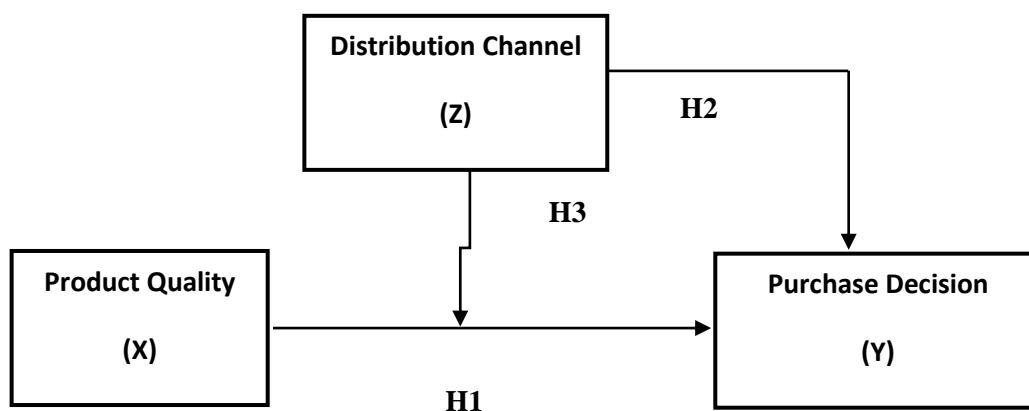 Distribution Channel
(Z)
H2
H3
Product Quality
(X)
Purchase Decision
(Y)
H1